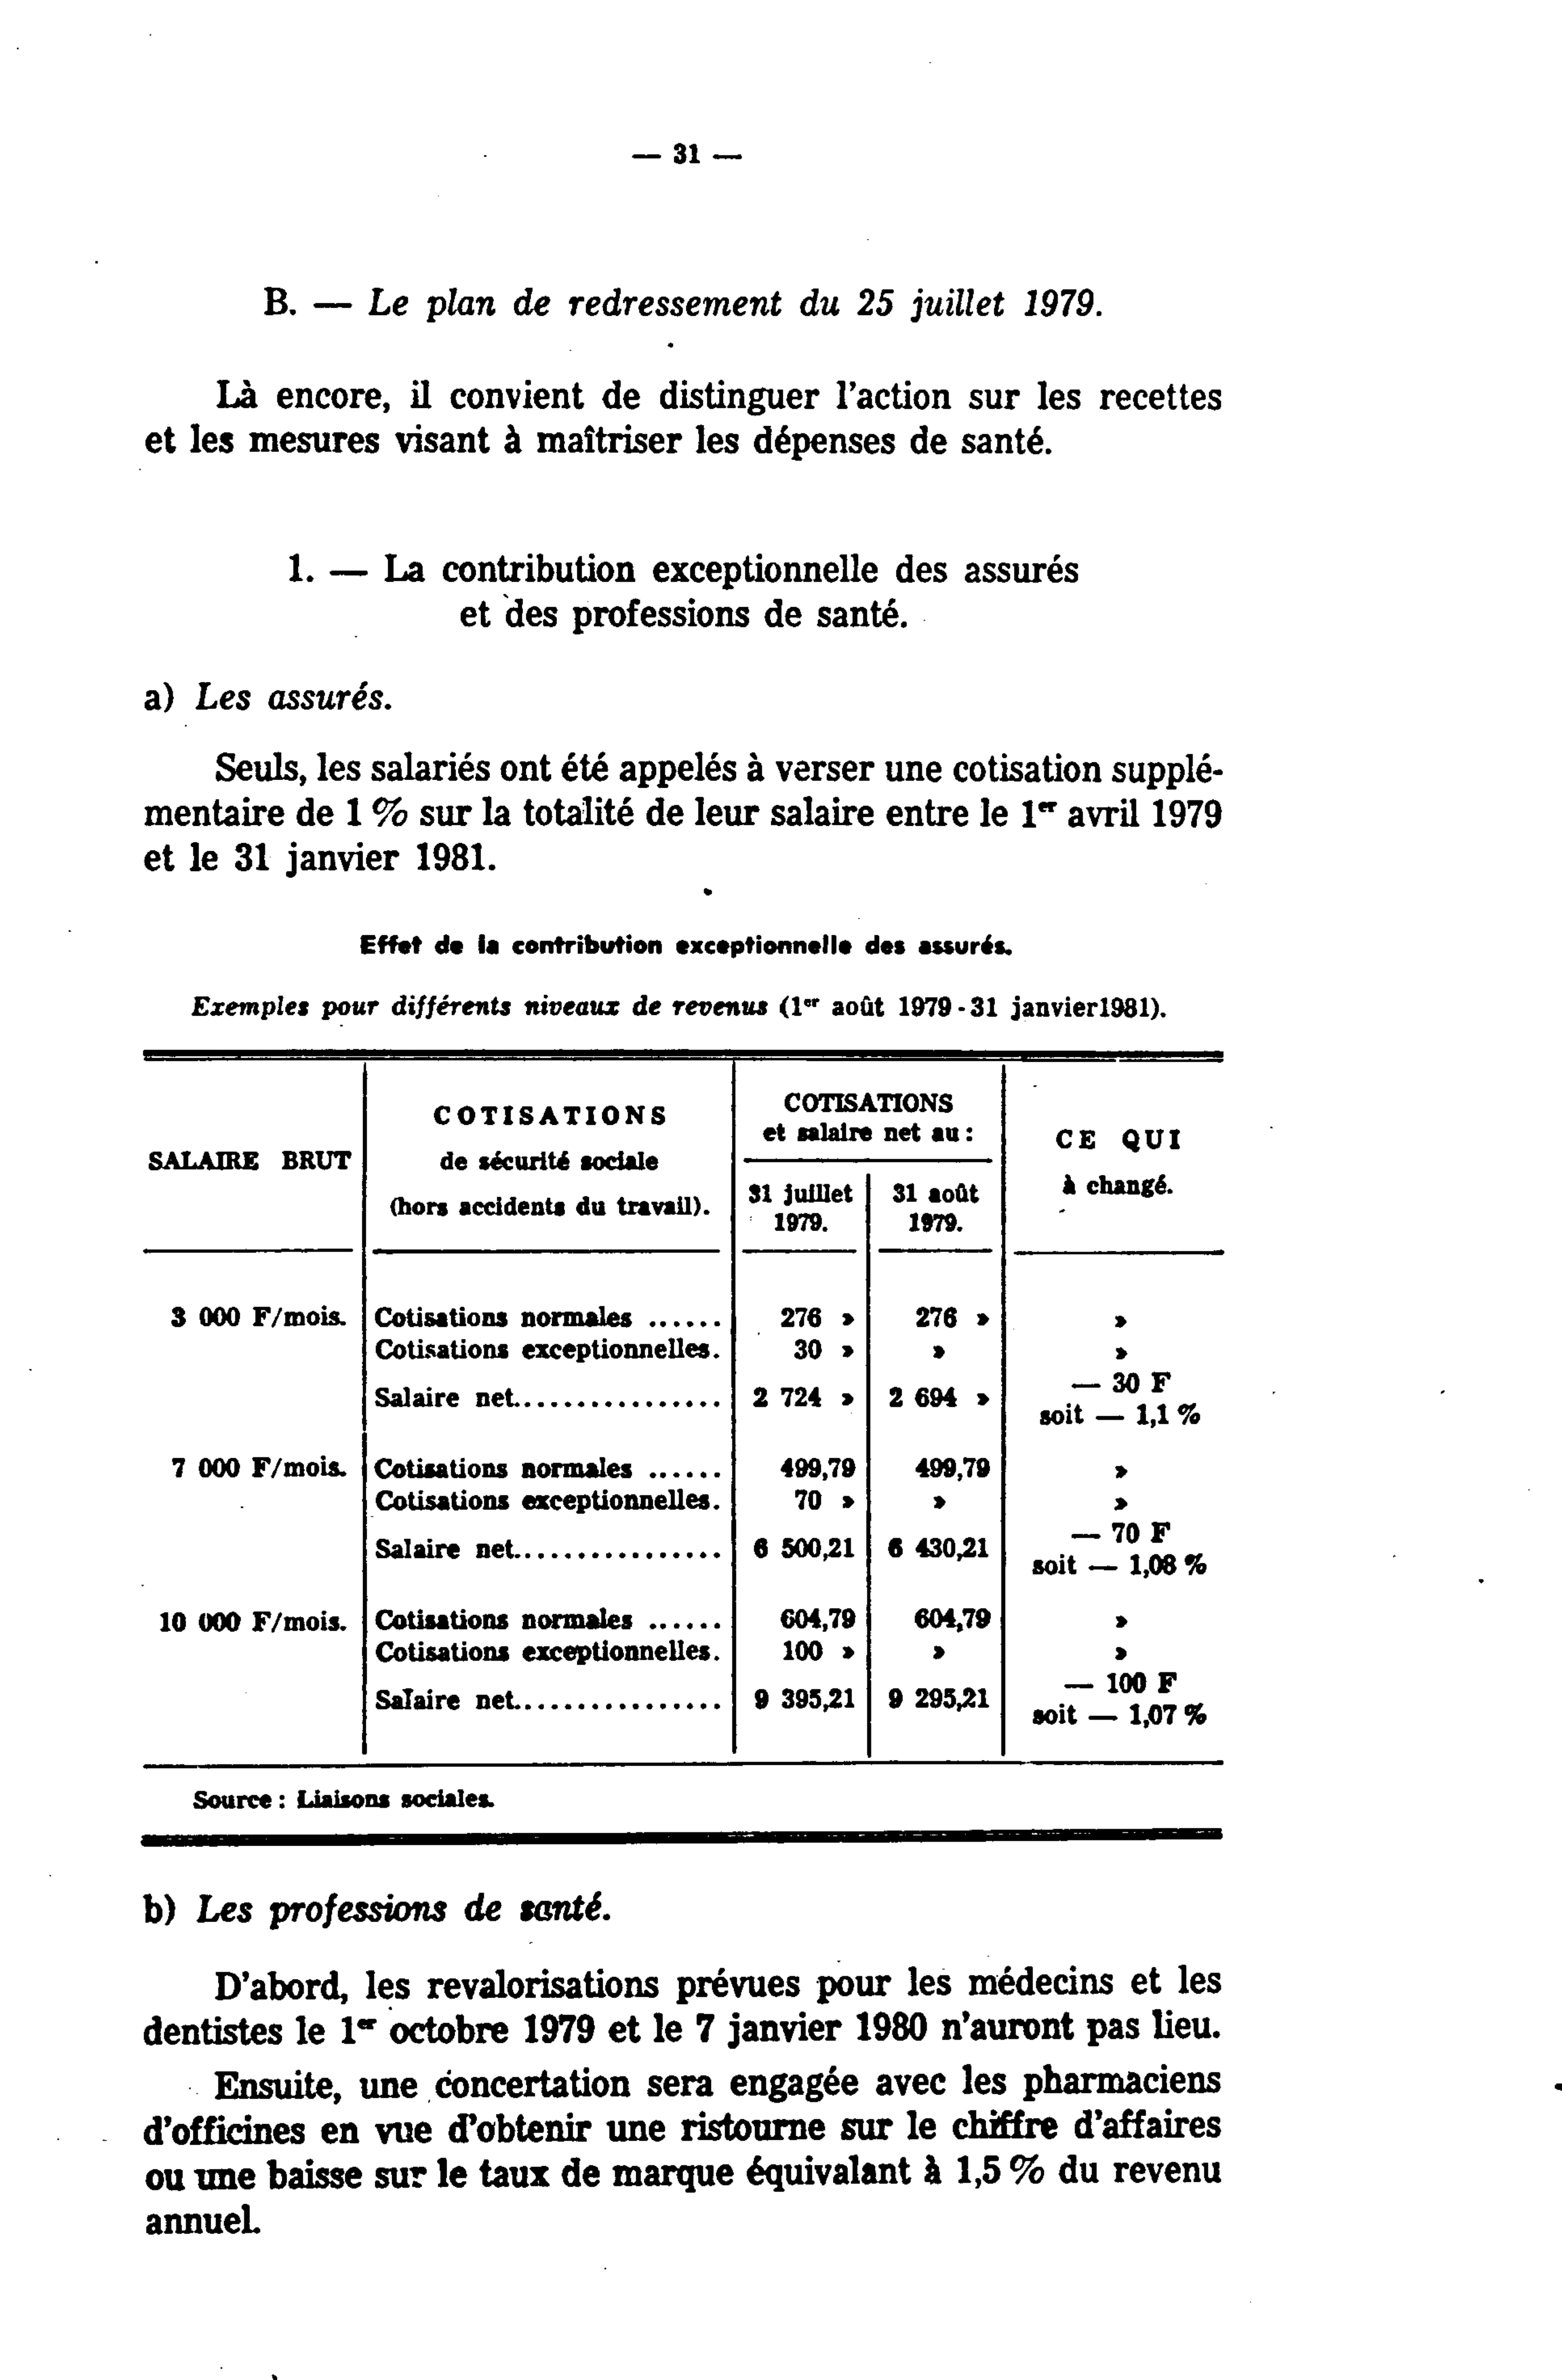 — 31 —
B. — Le plan de redressement du 25 juillet 1979.
Là encore, il convient de distinguer l'action sur les recettes
et les mesures visant à maîtriser les dépenses de santé.
1. — La contribution exceptionnelle des assurés
et des professions de santé.
a) Les assurés.
Seuls, les salariés ont été appelés à verser une cotisation supplé-
mentaire de 1 % sur la totalité de leur salaire entre le 1er avril 1979
et le 31 janvier 1981.
Effet de la contribution exceptionnelle des assurés.
Exemples pour différents niveaux de revenus (1er août 1979 - 31 janvier1981).
SALAIRE BRUT
COTISATIONS
de sécurité sociale
(hors accidents du travail).
COTISATIONS
et salaire net au :
31 juillet
1979.
31 août
1979.
CE QUI
à changé.
3 000 F/mois. Cotisations normales ...... 276 » 276 » »
Cotisations exceptionnelles. 30 » » »
Salaire net................. 2 724 » 2 694 » — 30 F
soit — 1,1 %
7 000 F/mois. Cotisations normales ...... 499,79 499,79 »
Cotisations exceptionnelles. 70 » » »
Salaire net................. 6 500,21 6 430,21 — 70 F
soit — 1,08 %
10 000 F/mois. Cotisations normales ...... 604,79 604,79 »
Cotisations exceptionnelles. 100 » » »
Salaire net................. 9 395,21 9 295,21 — 100 F
soit — 1,07 %
Source : Liaisons sociales.
b) Les professions de santé.
D'abord, les revalorisations prévues pour les médecins et les
dentistes le 1er octobre 1979 et le 7 janvier 1980 n'auront pas lieu.
Ensuite, une concertation sera engagée avec les pharmaciens
d'officines en vue d'obtenir une ristourne sur le chiffre d'affaires
ou une baisse sur le taux de marque équivalant à 1,5 % du revenu
annuel.